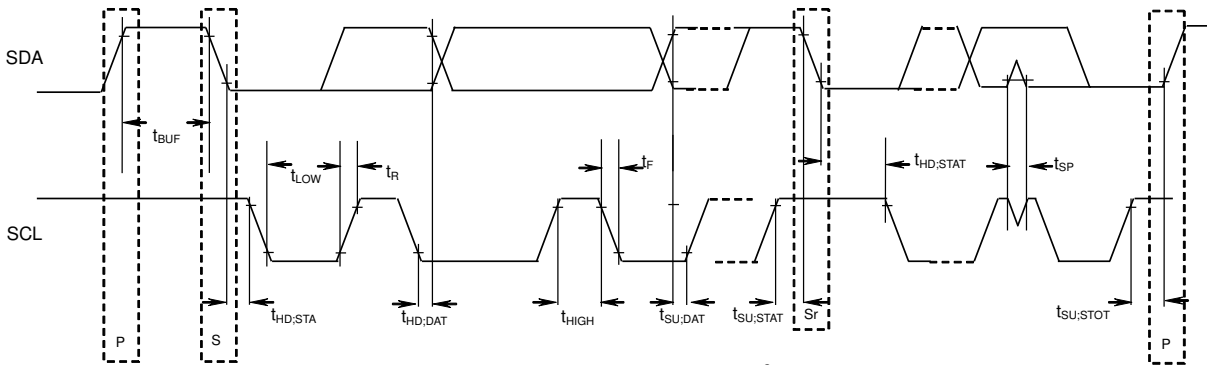 SDA
tBUF
tLOW
tR
tF
tHD;STAT
tSP
SCL
tHD;STA
tHD;DAT
tHIGH
tSU;DAT
tSU;STAT
Sr
tSU;STOT
P
S
P